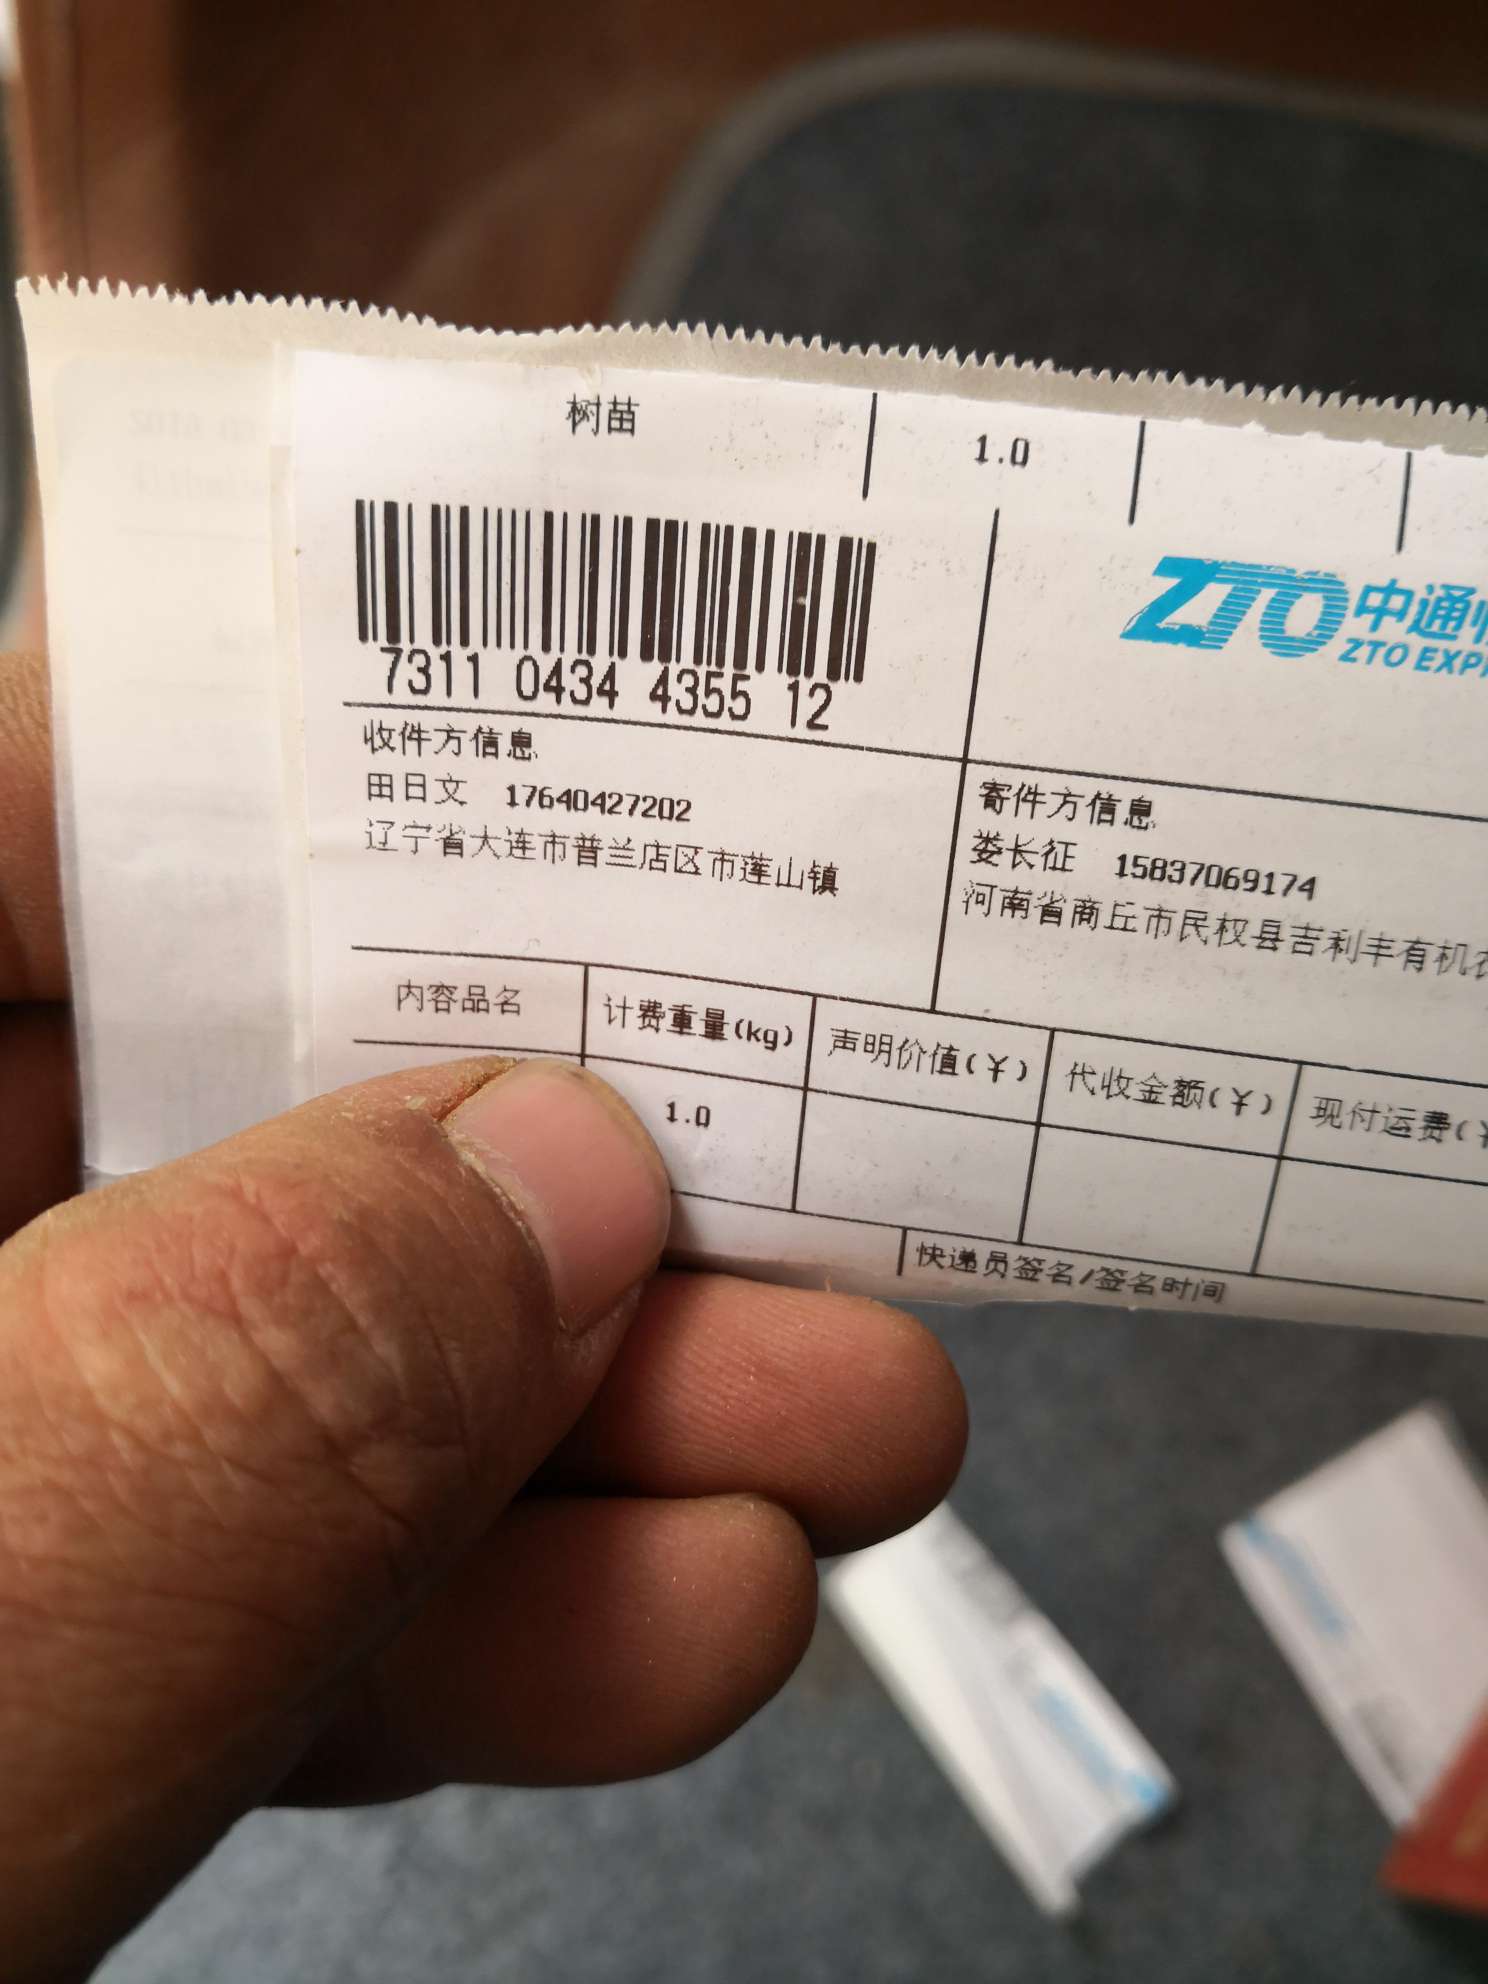 树苗
1.0
7311 0434 4355 12
ZTO 中通
ZTO EXP
收件方信息
田日文 17640427202
辽宁省大连市普兰店区市莲山镇
寄件方信息
娄长征 15837069174
河南省商丘市民权县吉利丰有机
内容品名 计费重量(kg) 声明价值(¥) 代收金额(¥) 现付运费(
1.0
快递员签名/签名时间